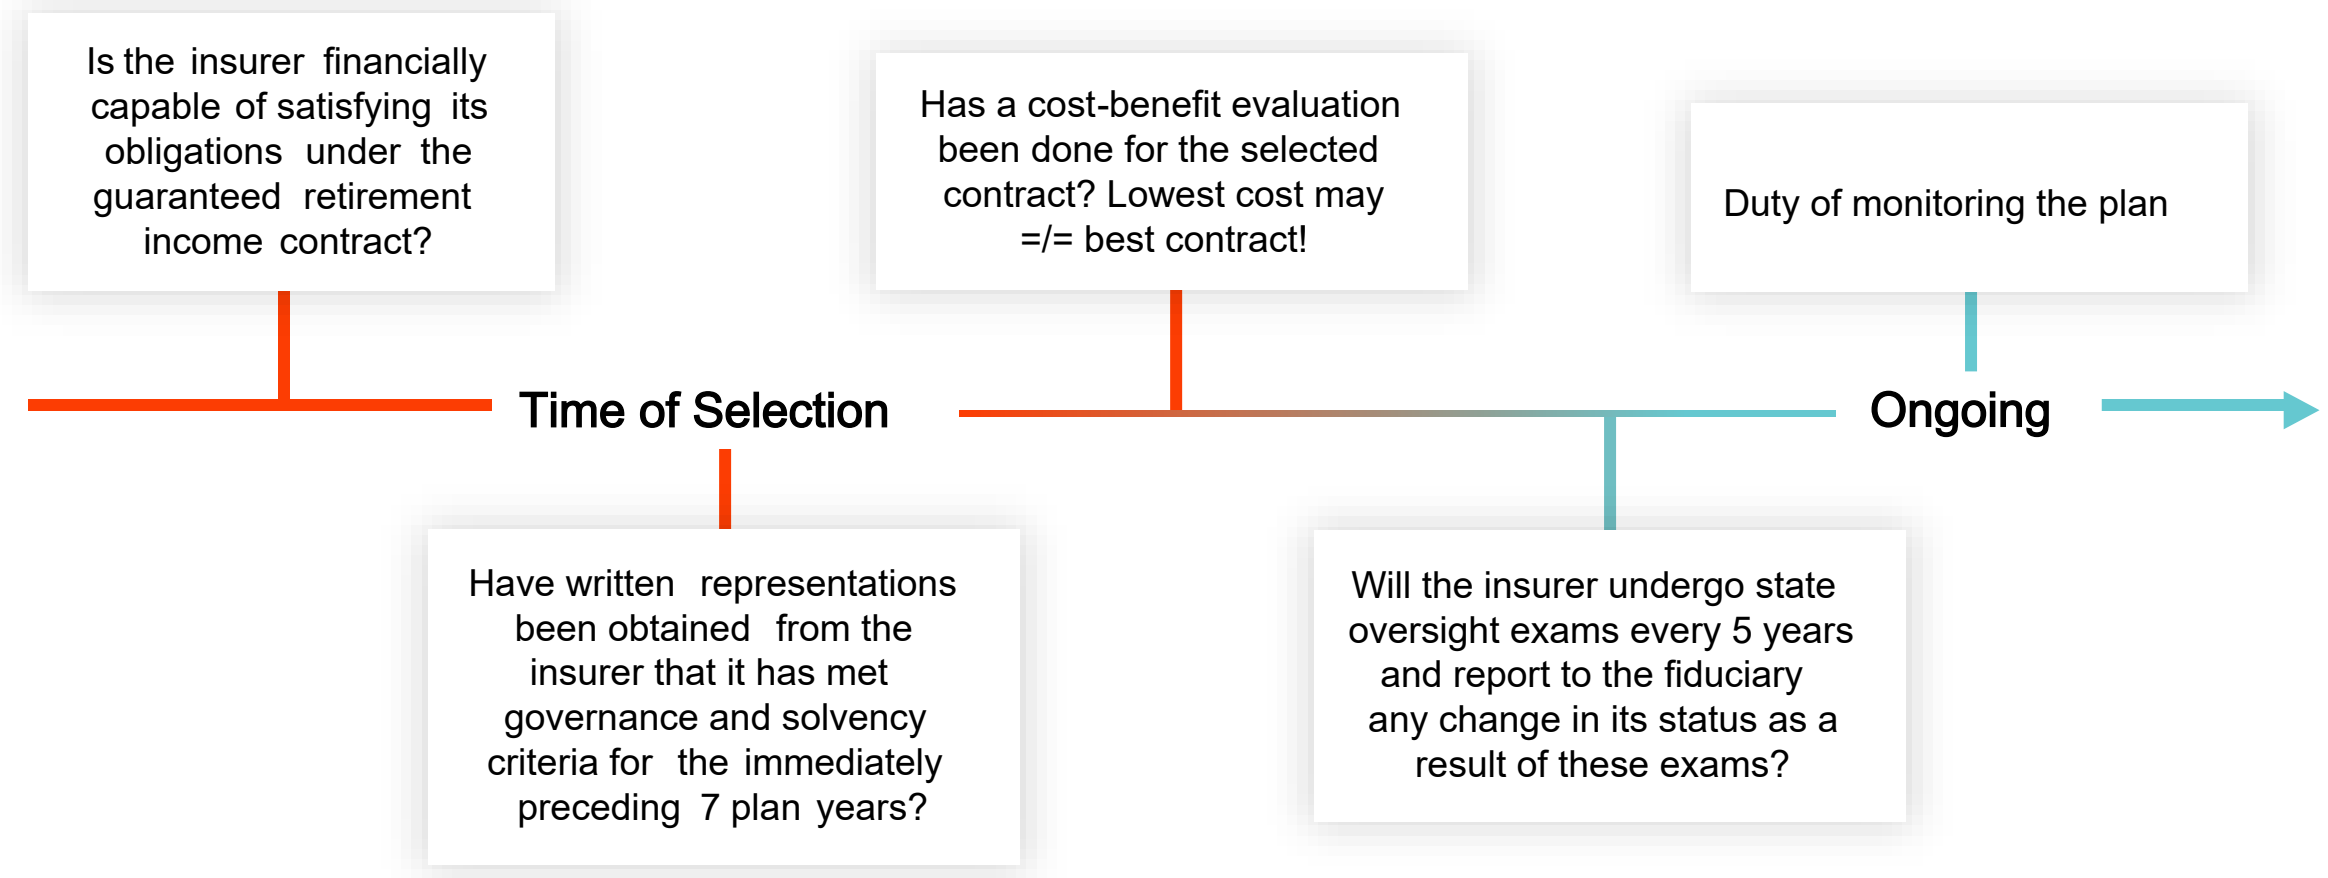 Is the insurer financially
capable of satisfying its
obligations under the
guaranteed retirement
income contract?
Has a cost-benefit evaluation
been done for the selected
contract? Lowest cost may
=/= best contract!
Duty of monitoring the plan
Time of Selection
Ongoing
Have written representations
been obtained from the
insurer that it has met
governance and solvency
criteria for the immediately
preceding 7 plan years?
Will the insurer undergo state
oversight exams every 5 years
and report to the fiduciary
any change in its status as a
result of these exams?